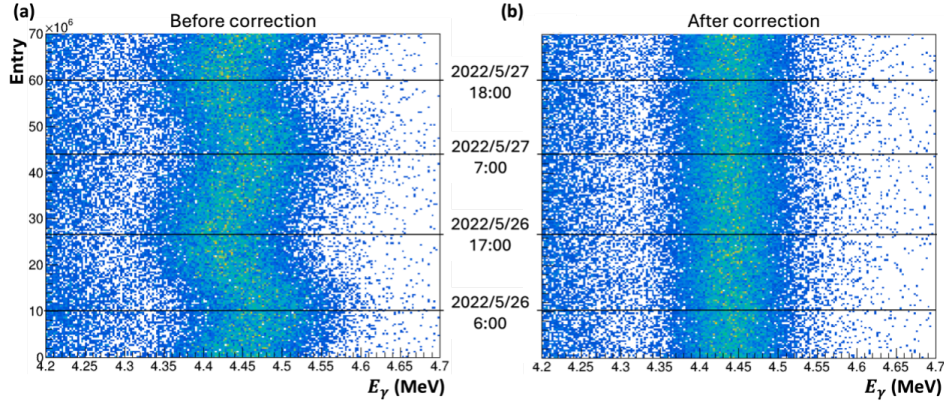 (a)
Before correction
×10⁶
Entry
70
60
50
40
30
20
10
0
4.2 4.25 4.3 4.35 4.4 4.45 4.5 4.55 4.6 4.65 4.7
Eγ (MeV)
2022/5/27
18:00
2022/5/27
7:00
2022/5/26
17:00
2022/5/26
6:00
(b)
After correction
4.2 4.25 4.3 4.35 4.4 4.45 4.5 4.55 4.6 4.65 4.7
Eγ (MeV)